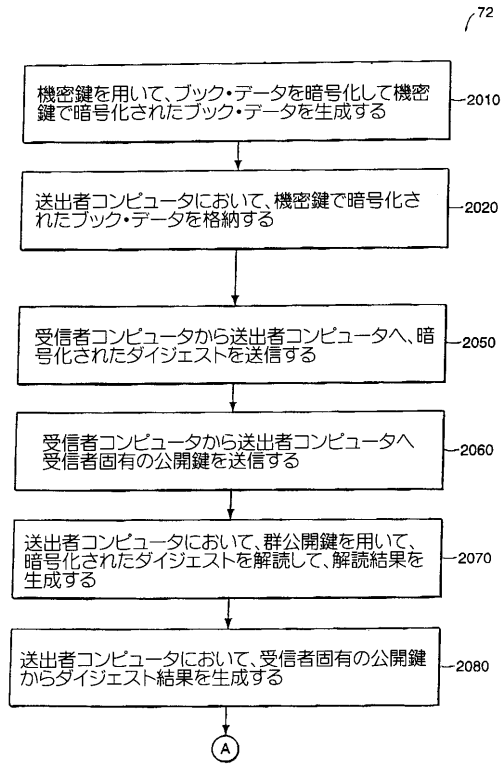 72
機密鍵を用いて、ブック・データを暗号化して機密
鍵で暗号化されたブック・データを生成する
2010
送出者コンピュータにおいて、機密鍵で暗号化さ
れたブック・データを格納する
2020
受信者コンピュータから送出者コンピュータへ、暗
号化されたダイジェストを送信する
2050
受信者コンピュータから送出者コンピュータへ
受信者固有の公開鍵を送信する
2060
送出者コンピュータにおいて、群公開鍵を用いて、
暗号化されたダイジェストを解読して、解読結果を
生成する
2070
送出者コンピュータにおいて、受信者固有の公開鍵
からダイジェスト結果を生成する
2080
A